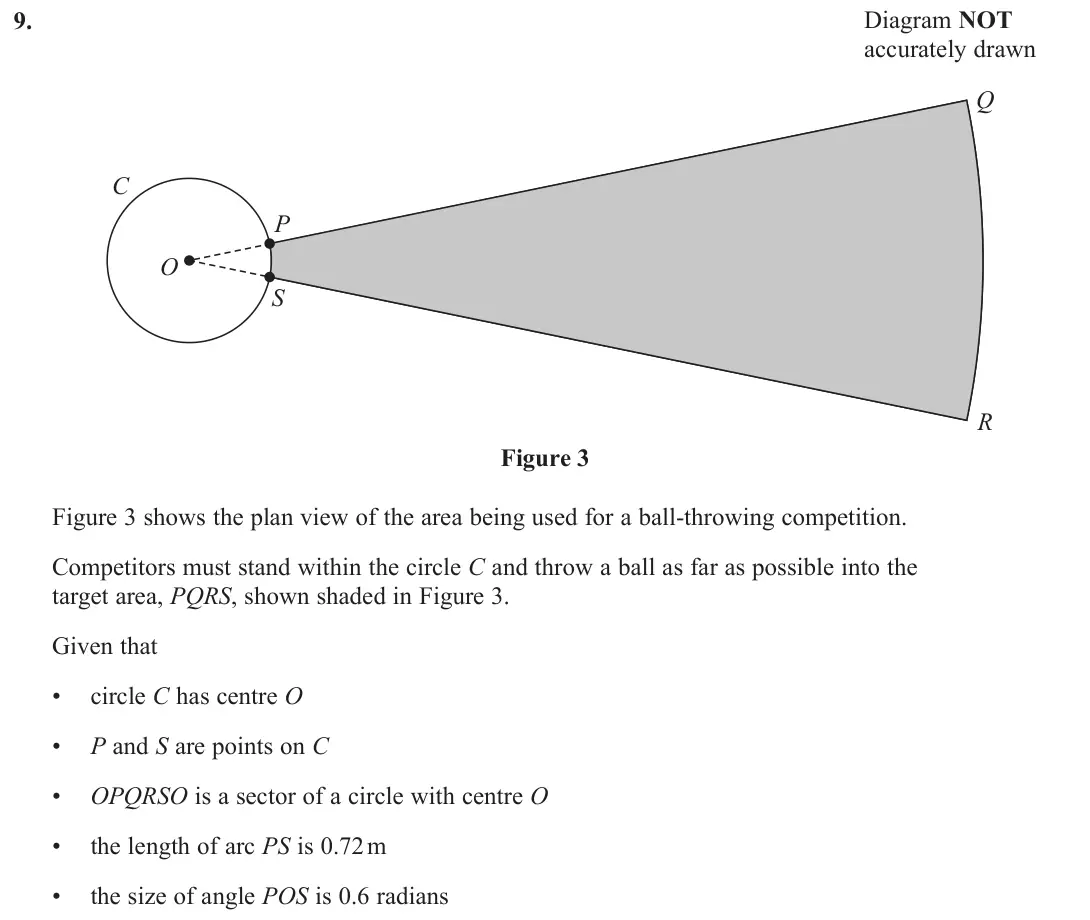 9.
Diagram NOT
accurately drawn
Q
C
P
O
S
R
Figure 3
Figure 3 shows the plan view of the area being used for a ball-throwing competition.
Competitors must stand within the circle C and throw a ball as far as possible into the
target area, PQRS, shown shaded in Figure 3.
Given that
• circle C has centre O
• P and S are points on C
• OPQRSO is a sector of a circle with centre O
• the length of arc PS is 0.72 m
• the size of angle POS is 0.6 radians